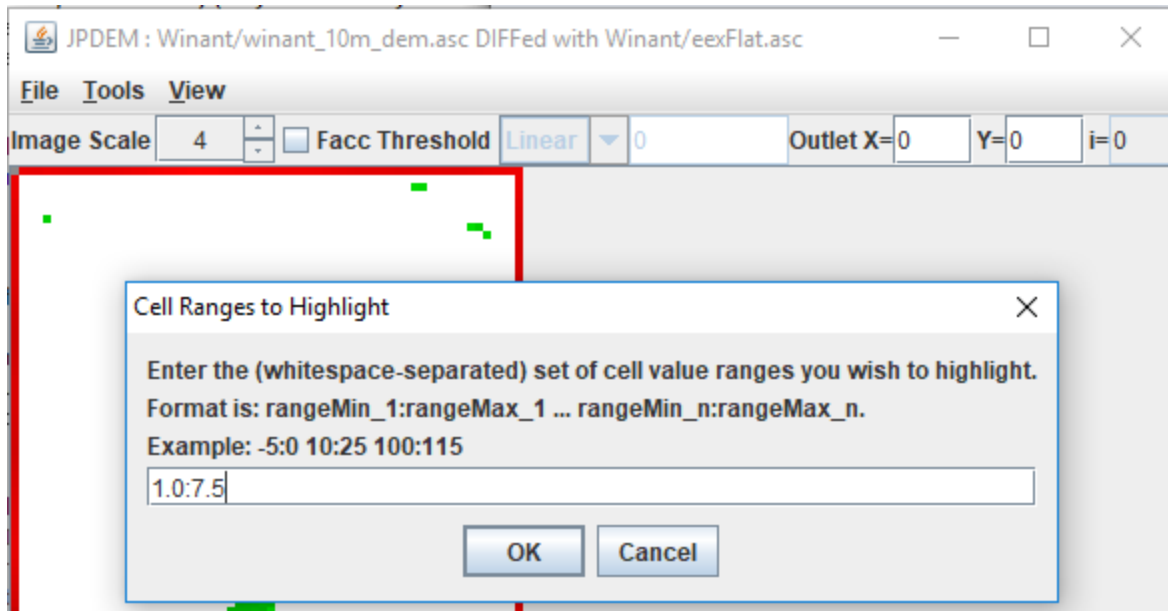 JPDEM : Winant/winant_10m_dem.asc DIFFed with Winant/eexFlat.asc
File Tools View
Image Scale 4 Facc Threshold Linear 0 Outlet X= 0 Y= 0 i= 0
Cell Ranges to Highlight
Enter the (whitespace-separated) set of cell value ranges you wish to highlight.
Format is: rangeMin_1:rangeMax_1 ... rangeMin_n:rangeMax_n.
Example: -5:0 10:25 100:115
1.0:7.5
OK Cancel